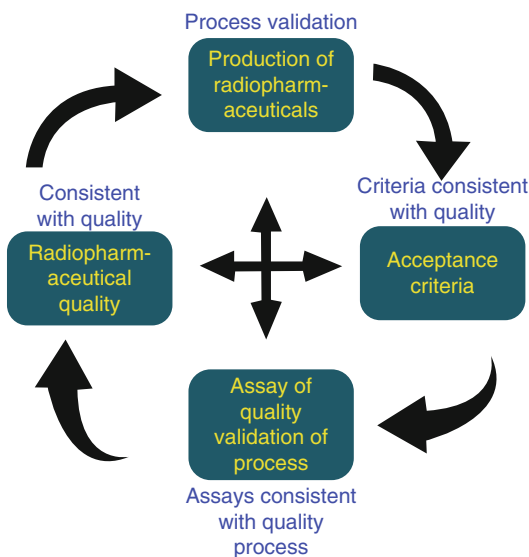 Process validation
Production of
radiopharm-
aceuticals
Criteria consistent
with quality
Acceptance
criteria
Assay of
quality
validation of
process
Assays consistent
with quality
process
Consistent
with quality
Radiopharm-
aceutical
quality